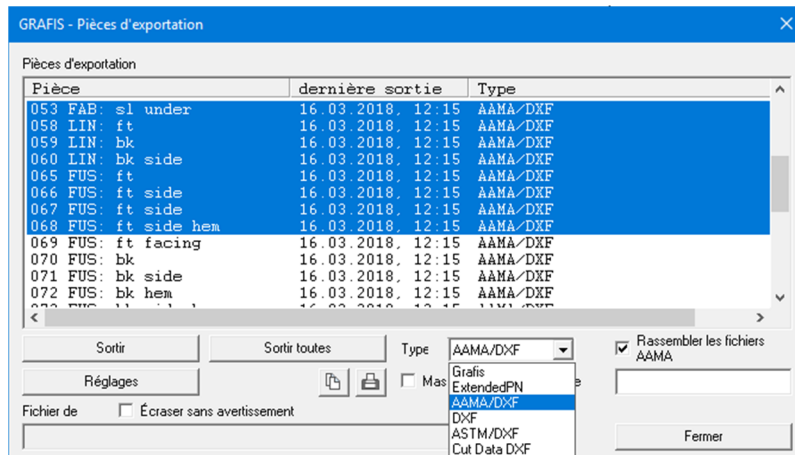 GRAFIS - Pièces d'exportation
Pièces d'exportation
Pièce dernière sortie Type
053 FAB: sl under 16.03.2018, 12:15 AAMA/DXF
058 LIN: ft 16.03.2018, 12:15 AAMA/DXF
059 LIN: bk 16.03.2018, 12:15 AAMA/DXF
060 LIN: bk side 16.03.2018, 12:15 AAMA/DXF
065 FUS: ft 16.03.2018, 12:15 AAMA/DXF
066 FUS: ft side 16.03.2018, 12:15 AAMA/DXF
067 FUS: ft side 16.03.2018, 12:15 AAMA/DXF
068 FUS: ft side hem 16.03.2018, 12:15 AAMA/DXF
069 FUS: ft facing 16.03.2018, 12:15 AAMA/DXF
070 FUS: bk 16.03.2018, 12:15 AAMA/DXF
071 FUS: bk side 16.03.2018, 12:15 AAMA/DXF
072 FUS: bk hem 16.03.2018, 12:15 AAMA/DXF
Sortir Sortir toutes Type AAMA/DXF Rassembler les fichiers
AAMA
Réglages Mas
Grafis
ExtendedPN
AAMA/DXF
DXF
ASTM/DXF
Cut Data DXF
Fichier de Écraser sans avertissement
Fermer